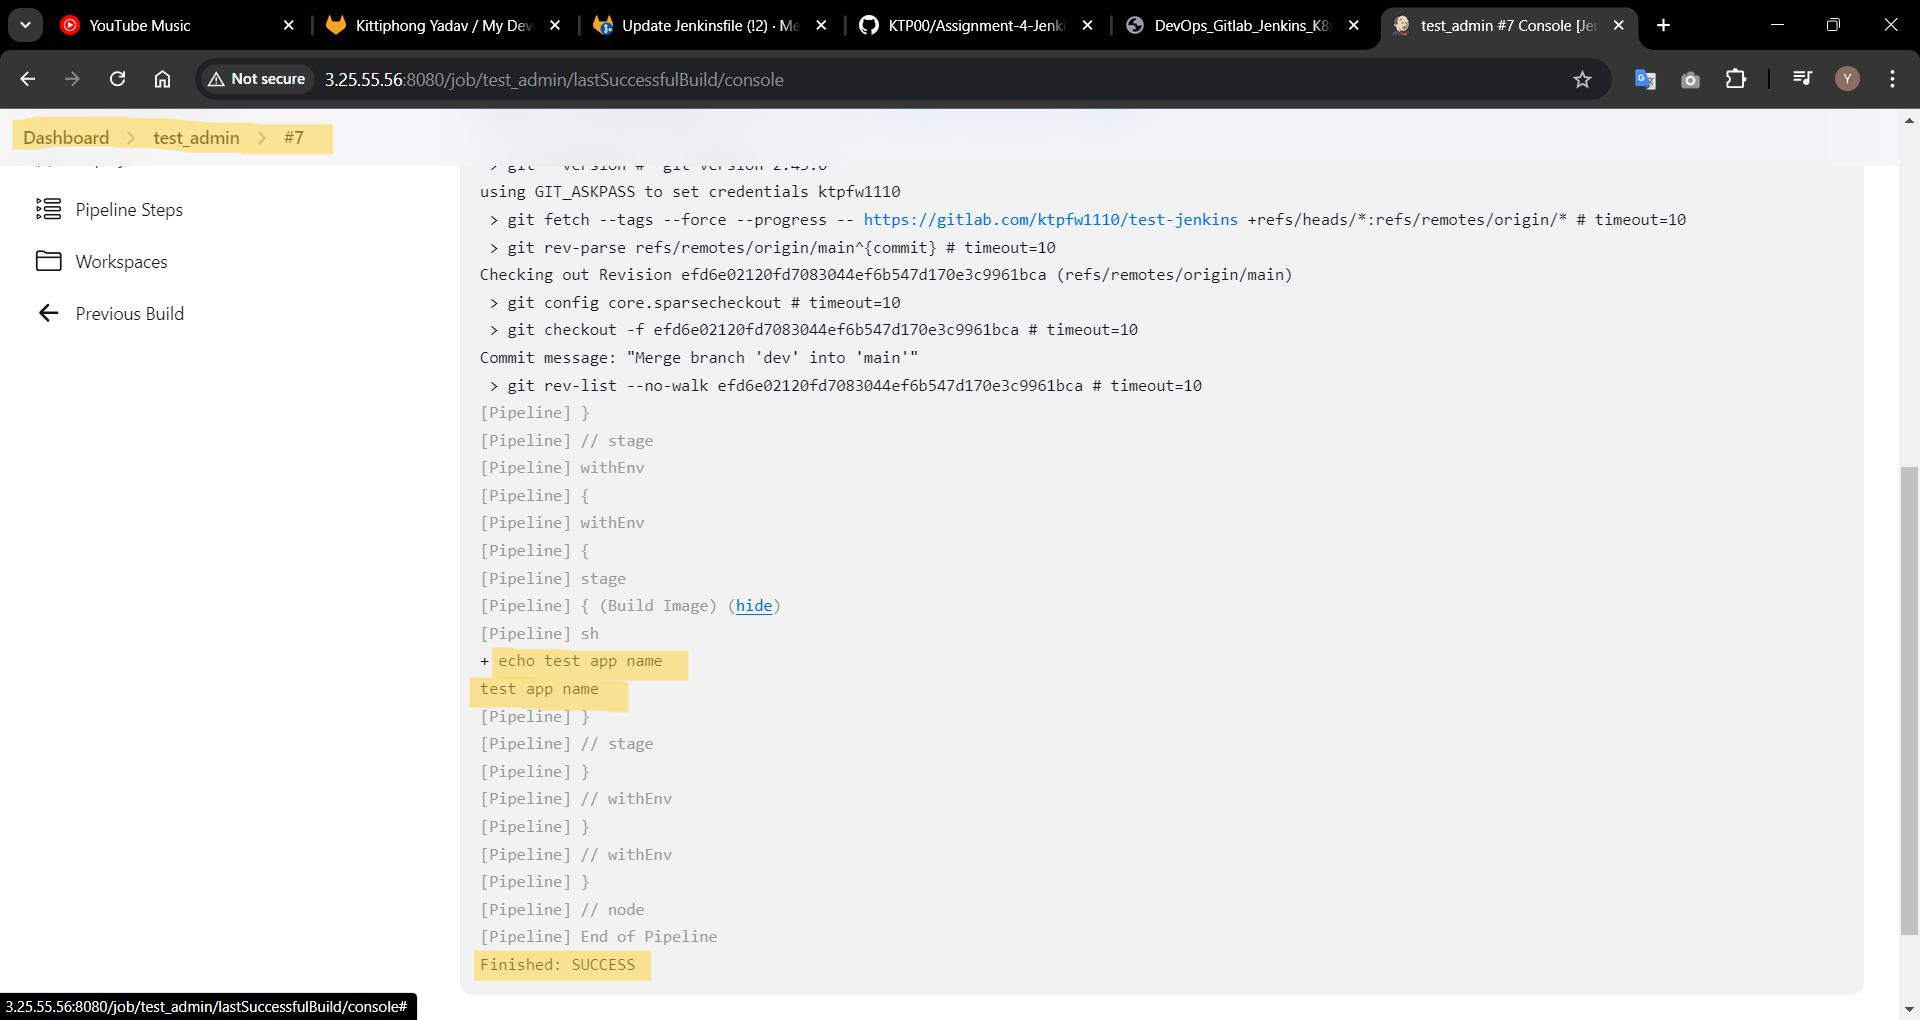 YouTube Music
Kittiphong Yadav / My Dev
Update Jenkinsfile (!2) · Me
KTP00/Assignment-4-Jenki
DevOps_Gitlab_Jenkins_K8s
test_admin #7 Console [Jen
Not secure
3.25.55.56:8080/job/test_admin/lastSuccessfulBuild/console
Y
Dashboard > test_admin > #7
Pipeline Steps
Workspaces
Previous Build
> git --version # 'git version 2.45.0'
using GIT_ASKPASS to set credentials ktpfw1110
> git fetch --tags --force --progress -- https://gitlab.com/ktpfw1110/test-jenkins +refs/heads/*:refs/remotes/origin/* # timeout=10
> git rev-parse refs/remotes/origin/main^{commit} # timeout=10
Checking out Revision efd6e02120fd7083044ef6b547d170e3c9961bca (refs/remotes/origin/main)
> git config core.sparsecheckout # timeout=10
> git checkout -f efd6e02120fd7083044ef6b547d170e3c9961bca # timeout=10
Commit message: "Merge branch 'dev' into 'main'"
> git rev-list --no-walk efd6e02120fd7083044ef6b547d170e3c9961bca # timeout=10
[Pipeline] }
[Pipeline] // stage
[Pipeline] withEnv
[Pipeline] {
[Pipeline] withEnv
[Pipeline] {
[Pipeline] stage
[Pipeline] { (Build Image) (hide)
[Pipeline] sh
+ echo test app name
test app name
[Pipeline] }
[Pipeline] // stage
[Pipeline] }
[Pipeline] // withEnv
[Pipeline] }
[Pipeline] // withEnv
[Pipeline] }
[Pipeline] // node
[Pipeline] End of Pipeline
Finished: SUCCESS
3.25.55.56:8080/job/test_admin/lastSuccessfulBuild/console#